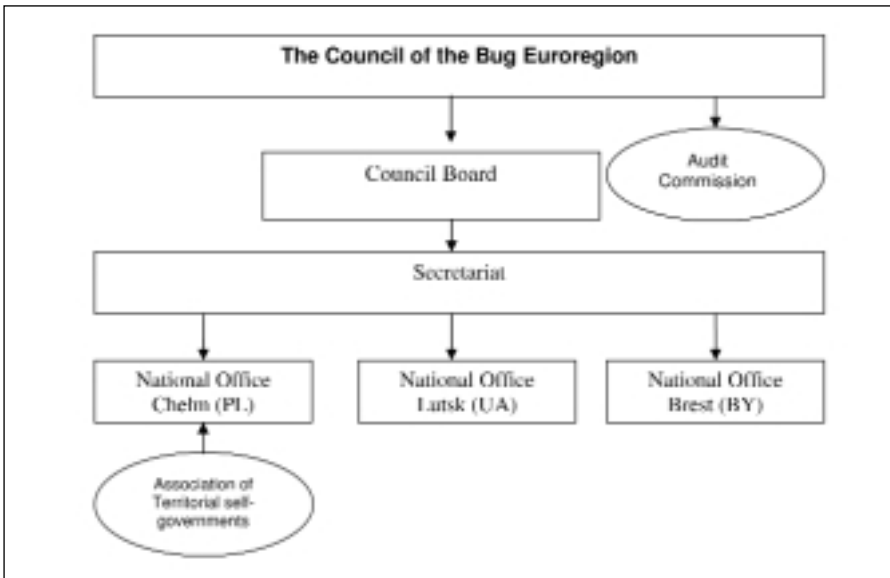 The Council of the Bug Euroregion
Council Board
Audit
Commission
Secretariat
National Office
Chełm (PL)
National Office
Lutsk (UA)
National Office
Brest (BY)
Association of
Territorial self-
governments